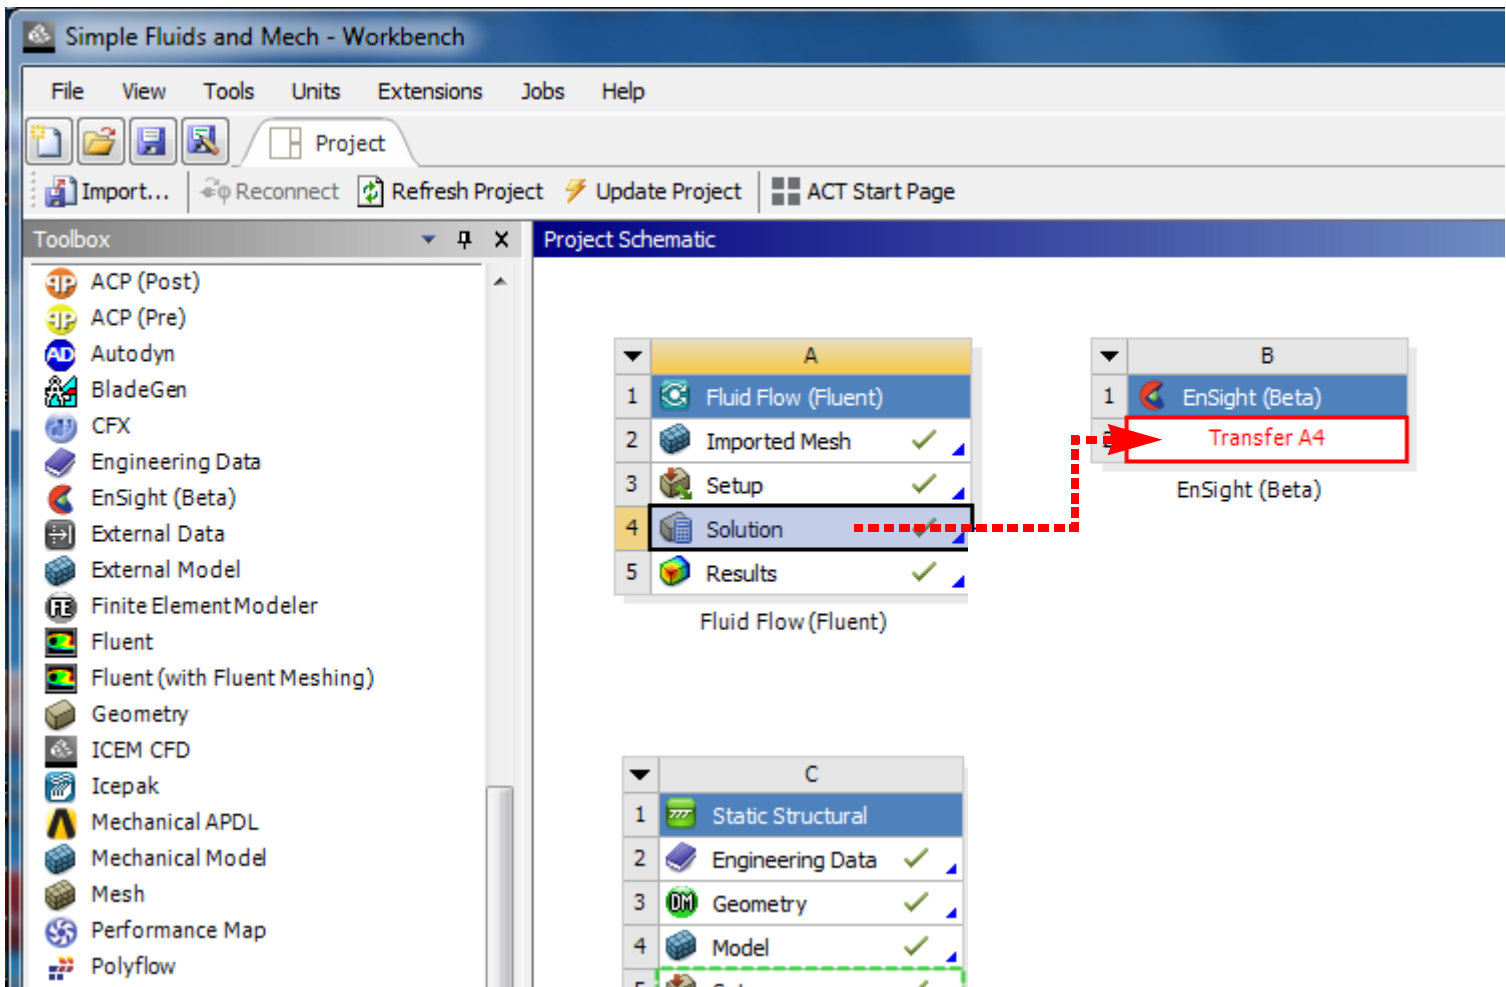 Simple Fluids and Mech - Workbench
File View Tools Units Extensions Jobs Help
Project
Import... Reconnect Refresh Project Update Project ACT Start Page
Toolbox
ACP (Post)
ACP (Pre)
AD Autodyn
BladeGen
CFX
Engineering Data
EnSight (Beta)
External Data
External Model
FE Finite Element Modeler
Fluent
Fluent (with Fluent Meshing)
Geometry
ICEM CFD
Icepak
Mechanical APDL
Mechanical Model
Mesh
Performance Map
Polyflow
Project Schematic
A
1 Fluid Flow (Fluent)
2 Imported Mesh
3 Setup
4 Solution
5 Results
Fluid Flow (Fluent)
B
1 EnSight (Beta)
2 Transfer A4
EnSight (Beta)
C
1 Static Structural
2 Engineering Data
3 DM Geometry
4 Model